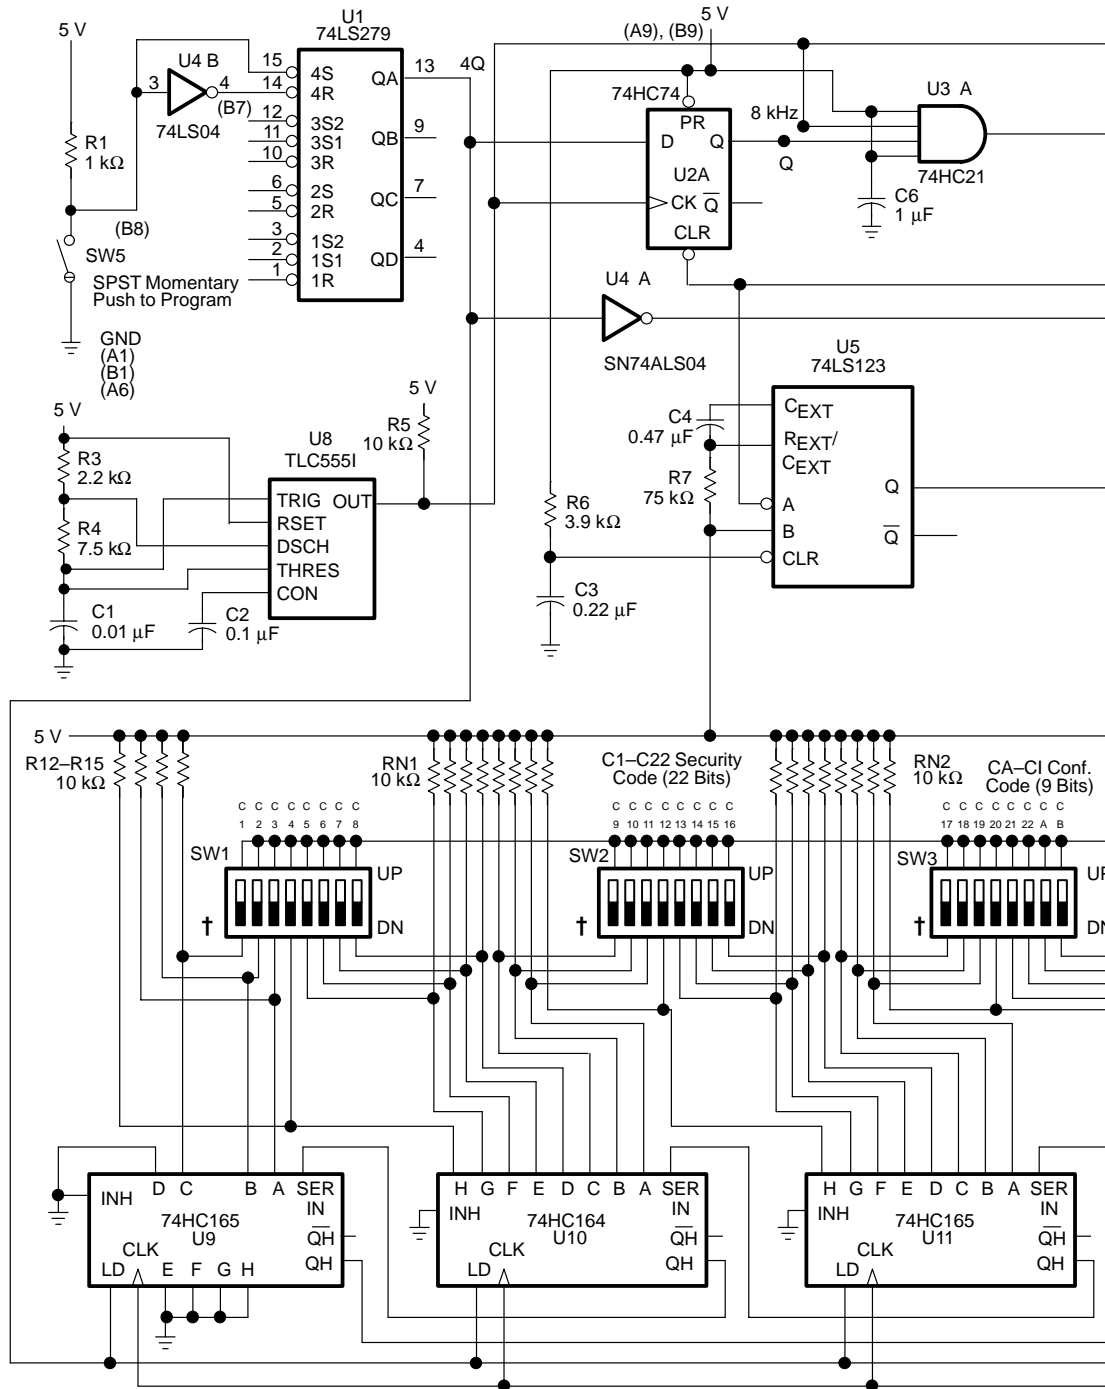 5 V
U1
74LS279
U4 B
3
4
(B7)
74LS04
R1
1 kΩ
(B8)
SW5
SPST Momentary
Push to Program
GND
(A1)
(B1)
(A6)
15
14
12
11
10
6
5
3
2
1
4S
4R
3S2
3S1
3R
2S
2R
1S2
1S1
1R
QA
QB
QC
QD
13
9
7
4
4Q
5 V
(A9), (B9)
74HC74
PR
D
Q
U2A
CK
Q
CLR
8 kHz
Q
U3 A
74HC21
C6
1 μF
U4 A
SN74ALS04
U5
74LS123
CEXT
REXT/
CEXT
A
B
CLR
Q
Q
C4
0.47 μF
R7
75 kΩ
R6
3.9 kΩ
C3
0.22 μF
5 V
R3
2.2 kΩ
R4
7.5 kΩ
C1
0.01 μF
C2
0.1 μF
U8
TLC555I
TRIG
OUT
RSET
DSCH
THRES
CON
5 V
R5
10 kΩ
5 V
R12–R15
10 kΩ
RN1
10 kΩ
C1–C22 Security
Code (22 Bits)
RN2
10 kΩ
CA–CI Conf.
Code (9 Bits)
C C C C C C C C
1 2 3 4 5 6 7 8
SW1
UP
DN
†
C C C C C C C C
9 10 11 12 13 14 15 16
SW2
UP
DN
†
C C C C C C C C
17 18 19 20 21 22 A B
SW3
UP
DN
†
D C B A SER
IN
INH
74HC165
U9
QH
QH
CLK
LD E F G H
H G F E D C B A SER
IN
INH
74HC164
U10
QH
QH
CLK
LD
H G F E D C B A SER
IN
INH
74HC165
U11
QH
QH
CLK
LD